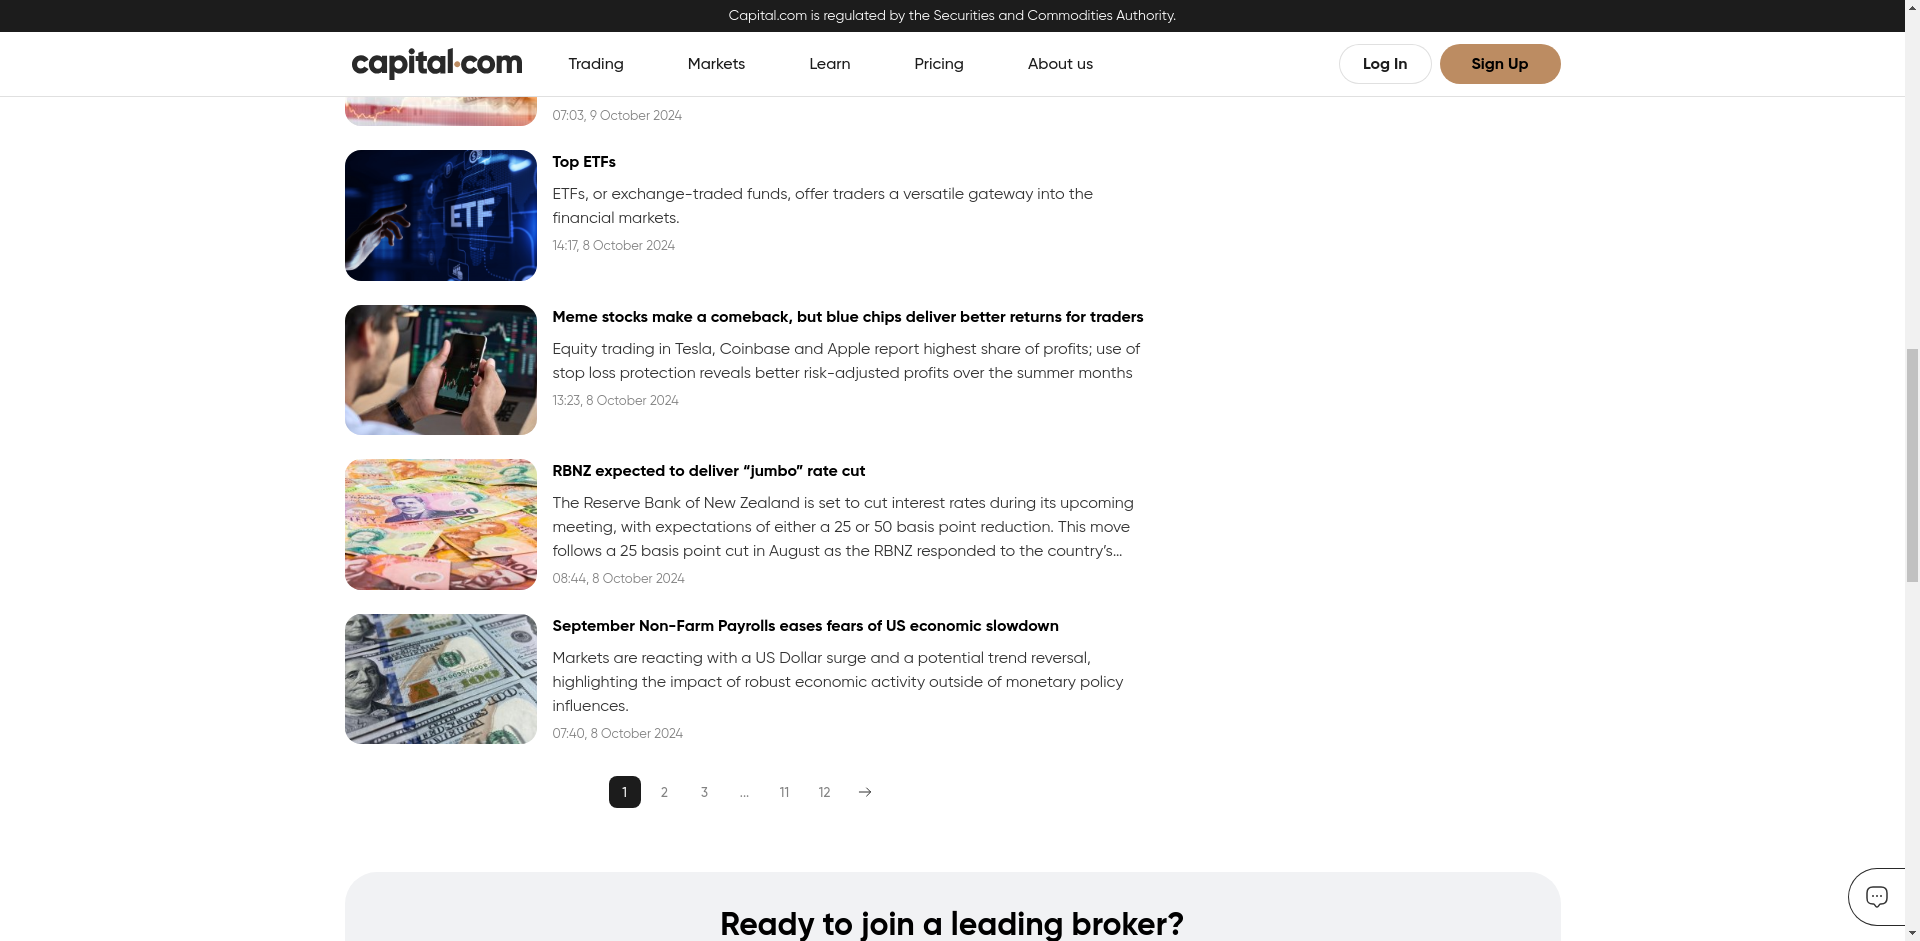 Capital.com is regulated by the Securities and Commodities Authority.
capital.com
Trading
Markets
Learn
Pricing
About us
Log In
Sign Up
07:03, 9 October 2024
ETF
Top ETFs
ETFs, or exchange-traded funds, offer traders a versatile gateway into the
financial markets.
14:17, 8 October 2024
Meme stocks make a comeback, but blue chips deliver better returns for traders
Equity trading in Tesla, Coinbase and Apple report highest share of profits; use of
stop loss protection reveals better risk-adjusted profits over the summer months
13:23, 8 October 2024
RBNZ expected to deliver “jumbo” rate cut
The Reserve Bank of New Zealand is set to cut interest rates during its upcoming
meeting, with expectations of either a 25 or 50 basis point reduction. This move
follows a 25 basis point cut in August as the RBNZ responded to the country’s...
08:44, 8 October 2024
September Non-Farm Payrolls eases fears of US economic slowdown
Markets are reacting with a US Dollar surge and a potential trend reversal,
highlighting the impact of robust economic activity outside of monetary policy
influences.
07:40, 8 October 2024
1 2 3 ... 11 12
Ready to join a leading broker?